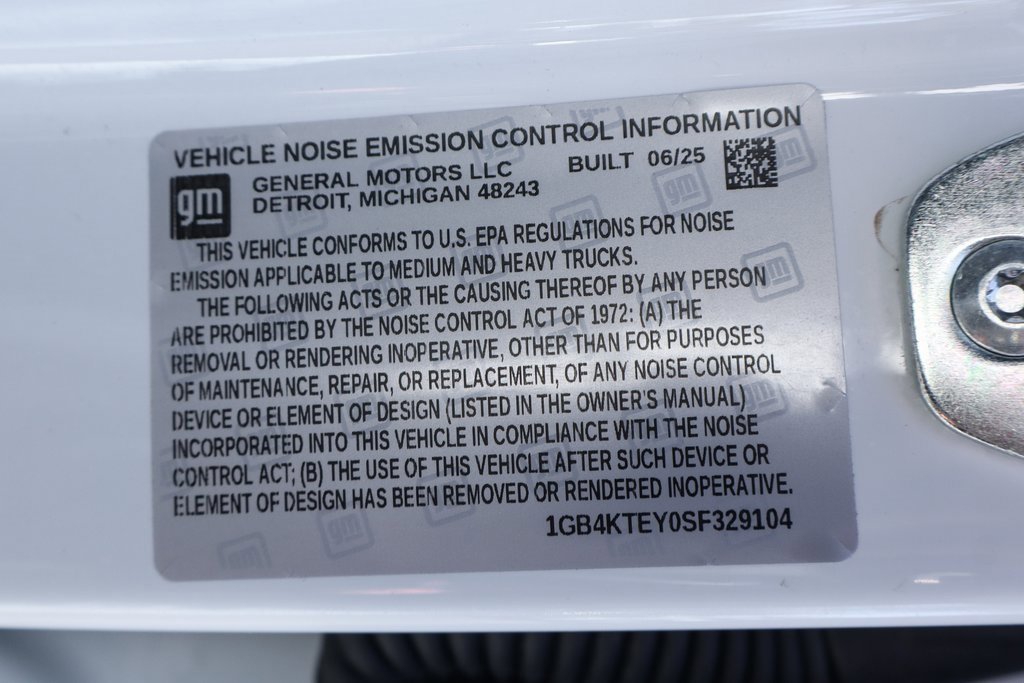 VEHICLE NOISE EMISSION CONTROL INFORMATION
gm
GENERAL MOTORS LLC BUILT 06/25
DETROIT, MICHIGAN 48243
THIS VEHICLE CONFORMS TO U.S. EPA REGULATIONS FOR NOISE
EMISSION APPLICABLE TO MEDIUM AND HEAVY TRUCKS.
THE FOLLOWING ACTS OR THE CAUSING THEREOF BY ANY PERSON
ARE PROHIBITED BY THE NOISE CONTROL ACT OF 1972: (A) THE
REMOVAL OR RENDERING INOPERATIVE, OTHER THAN FOR PURPOSES
OF MAINTENANCE, REPAIR, OR REPLACEMENT, OF ANY NOISE CONTROL
DEVICE OR ELEMENT OF DESIGN (LISTED IN THE OWNER'S MANUAL)
INCORPORATED INTO THIS VEHICLE IN COMPLIANCE WITH THE NOISE
CONTROL ACT; (B) THE USE OF THIS VEHICLE AFTER SUCH DEVICE OR
ELEMENT OF DESIGN HAS BEEN REMOVED OR RENDERED INOPERATIVE.
1GB4KTEY0SF329104